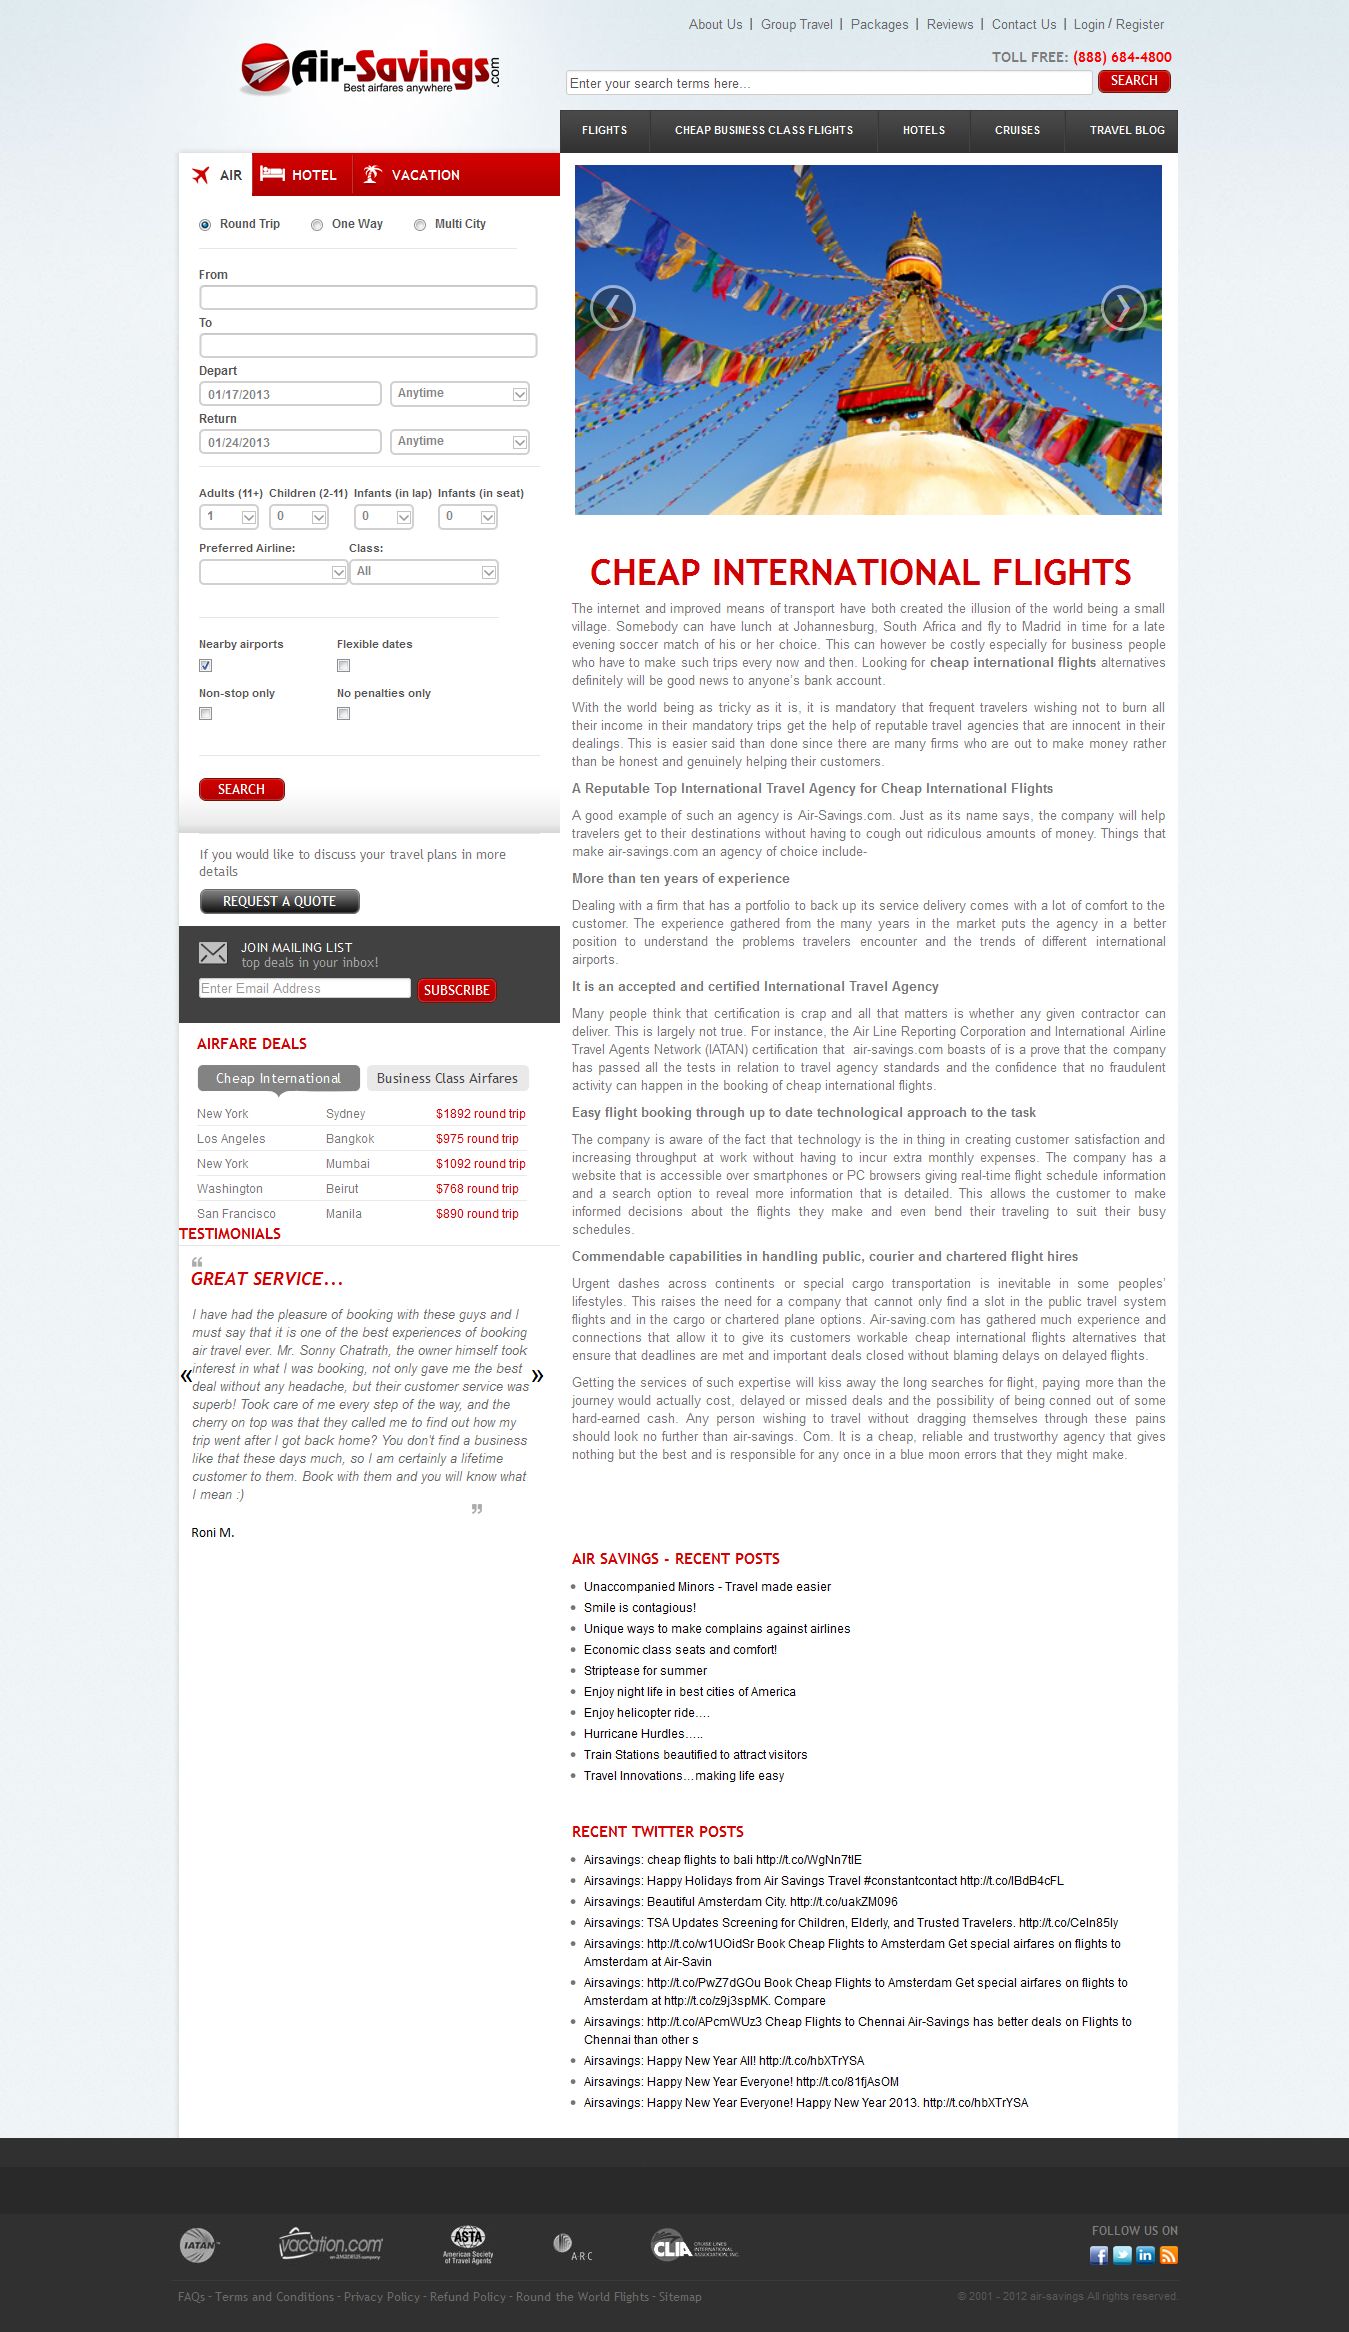 About Us | Group Travel | Packages | Reviews | Contact Us | Login / Register
Air-Savings.com
Best airfares anywhere
TOLL FREE: (888) 684-4800
Enter your search terms here...
SEARCH
FLIGHTS
CHEAP BUSINESS CLASS FLIGHTS
HOTELS
CRUISES
TRAVEL BLOG
AIR
HOTEL
VACATION
Round Trip
One Way
Multi City
From
To
Depart
01/17/2013
Anytime
Return
01/24/2013
Anytime
Adults (11+) Children (2-11) Infants (in lap) Infants (in seat)
1 0 0 0
Preferred Airline: Class:
All
Nearby airports Flexible dates
Non-stop only No penalties only
SEARCH
If you would like to discuss your travel plans in more
details
REQUEST A QUOTE
JOIN MAILING LIST
top deals in your inbox!
Enter Email Address
SUBSCRIBE
AIRFARE DEALS
Cheap International Business Class Airfares
New York Sydney $1892 round trip
Los Angeles Bangkok $975 round trip
New York Mumbai $1092 round trip
Washington Beirut $768 round trip
San Francisco Manila $890 round trip
TESTIMONIALS
“
GREAT SERVICE...
I have had the pleasure of booking with these guys and I
must say that it is one of the best experiences of booking
air travel ever. Mr. Sonny Chatrath, the owner himself took
interest in what I was booking, not only gave me the best
deal without any headache, but their customer service was
superb! Took care of me every step of the way, and the
cherry on top was that they called me to find out how my
trip went after I got back home? You don't find a business
like that these days much, so I am certainly a lifetime
customer to them. Book with them and you will know what
I mean :)
”
« »
Roni M.
CHEAP INTERNATIONAL FLIGHTS
The internet and improved means of transport have both created the illusion of the world being a small
village. Somebody can have lunch at Johannesburg, South Africa and fly to Madrid in time for a late
evening soccer match of his or her choice. This can however be costly especially for business people
who have to make such trips every now and then. Looking for cheap international flights alternatives
definitely will be good news to anyone's bank account.
With the world being as tricky as it is, it is mandatory that frequent travelers wishing not to burn all
their income in their mandatory trips get the help of reputable travel agencies that are innocent in their
dealings. This is easier said than done since there are many firms who are out to make money rather
than be honest and genuinely helping their customers.
A Reputable Top International Travel Agency for Cheap International Flights
A good example of such an agency is Air-Savings.com. Just as its name says, the company will help
travelers get to their destinations without having to cough out ridiculous amounts of money. Things that
make air-savings.com an agency of choice include-
More than ten years of experience
Dealing with a firm that has a portfolio to back up its service delivery comes with a lot of comfort to the
customer. The experience gathered from the many years in the market puts the agency in a better
position to understand the problems travelers encounter and the trends of different international
airports.
It is an accepted and certified International Travel Agency
Many people think that certification is crap and all that matters is whether any given contractor can
deliver. This is largely not true. For instance, the Air Line Reporting Corporation and International Airline
Travel Agents Network (IATAN) certification that air-savings.com boasts of is a prove that the company
has passed all the tests in relation to travel agency standards and the confidence that no fraudulent
activity can happen in the booking of cheap international flights.
Easy flight booking through up to date technological approach to the task
The company is aware of the fact that technology is the in thing in creating customer satisfaction and
increasing throughput at work without having to incur extra monthly expenses. The company has a
website that is accessible over smartphones or PC browsers giving real-time flight schedule information
and a search option to reveal more information that is detailed. This allows the customer to make
informed decisions about the flights they make and even bend their traveling to suit their busy
schedules.
Commendable capabilities in handling public, courier and chartered flight hires
Urgent dashes across continents or special cargo transportation is inevitable in some peoples'
lifestyles. This raises the need for a company that cannot only find a slot in the public travel system
flights and in the cargo or chartered plane options. Air-saving.com has gathered much experience and
connections that allow it to give its customers workable cheap international flights alternatives that
ensure that deadlines are met and important deals closed without blaming delays on delayed flights.
Getting the services of such expertise will kiss away the long searches for flight, paying more than the
journey would actually cost, delayed or missed deals and the possibility of being conned out of some
hard-earned cash. Any person wishing to travel without dragging themselves through these pains
should look no further than air-savings. Com. It is a cheap, reliable and trustworthy agency that gives
nothing but the best and is responsible for any once in a blue moon errors that they might make.
AIR SAVINGS - RECENT POSTS
Unaccompanied Minors - Travel made easier
Smile is contagious!
Unique ways to make complains against airlines
Economic class seats and comfort!
Striptease for summer
Enjoy night life in best cities of America
Enjoy helicopter ride....
Hurricane Hurdles.....
Train Stations beautified to attract visitors
Travel Innovations...making life easy
RECENT TWITTER POSTS
Airsavings: cheap flights to bali http://t.co/WgNn7tlE
Airsavings: Happy Holidays from Air Savings Travel #constantcontact http://t.co/lBdB4cFL
Airsavings: Beautiful Amsterdam City. http://t.co/uakZM096
Airsavings: TSA Updates Screening for Children, Elderly, and Trusted Travelers. http://t.co/Celn85ly
Airsavings: http://t.co/w1UOidSr Book Cheap Flights to Amsterdam Get special airfares on flights to
Amsterdam at Air-Savin
Airsavings: http://t.co/PwZ7dGOu Book Cheap Flights to Amsterdam Get special airfares on flights to
Amsterdam at http://t.co/z9j3spMK. Compare
Airsavings: http://t.co/APcmWUz3 Cheap Flights to Chennai Air-Savings has better deals on Flights to
Chennai than other s
Airsavings: Happy New Year All! http://t.co/hbXTrYSA
Airsavings: Happy New Year Everyone! http://t.co/81fjAsOM
Airsavings: Happy New Year Everyone! Happy New Year 2013. http://t.co/hbXTrYSA
IATAN
vacation.com
an AMADEUS company
ASTA
American Society
of Travel Agents
ARC
CLIA
CRUISE LINES
INTERNATIONAL
ASSOCIATION, INC.
FOLLOW US ON
FAQs - Terms and Conditions - Privacy Policy - Refund Policy - Round the World Flights - Sitemap
© 2001 - 2012 air-savings All rights reserved.